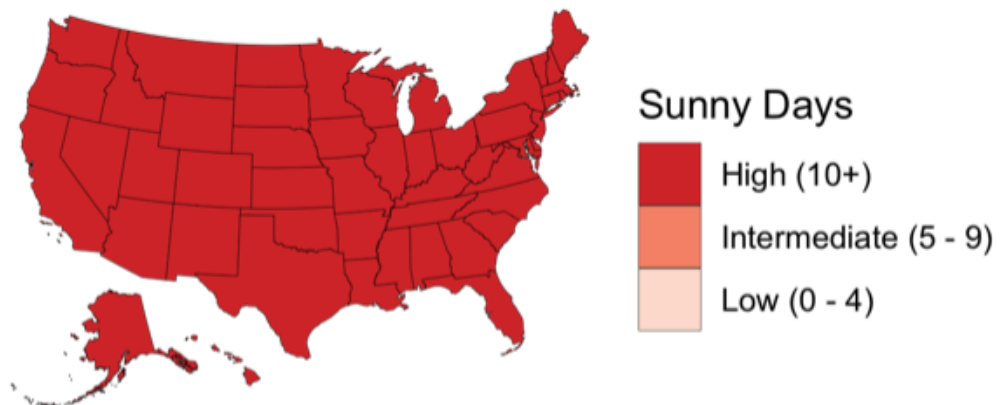 Sunny Days
High (10+)
Intermediate (5 - 9)
Low (0 - 4)